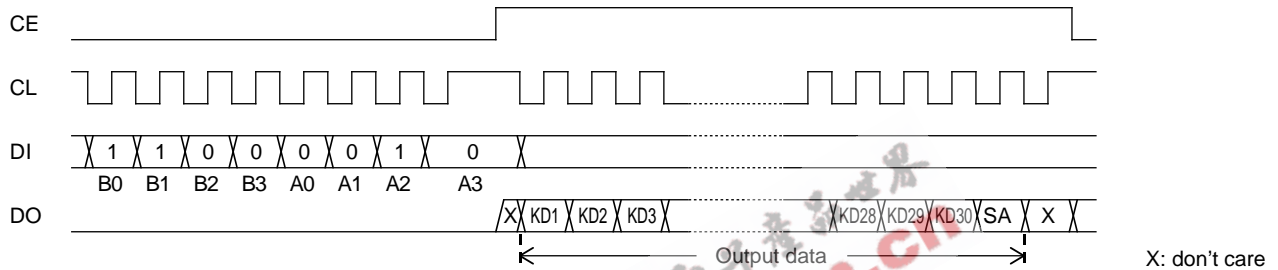 CE
CL
DI 1 1 0 0 0 0 1 0
B0 B1 B2 B3 A0 A1 A2 A3
DO X KD1 KD2 KD3 KD28 KD29 KD30 SA X
Output data X: don't care
.cn